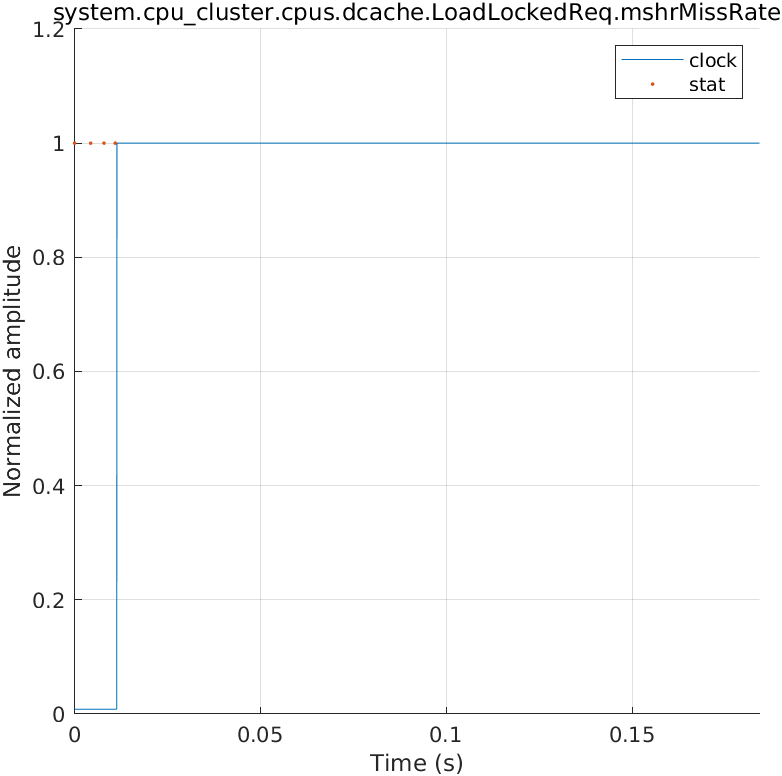 system.cpu_cluster.cpus.dcache.LoadLockedReq.mshrMissRate
clock
stat
Normalized amplitude
1.2
1
0.8
0.6
0.4
0.2
0
0
0.05
0.1
0.15
Time (s)